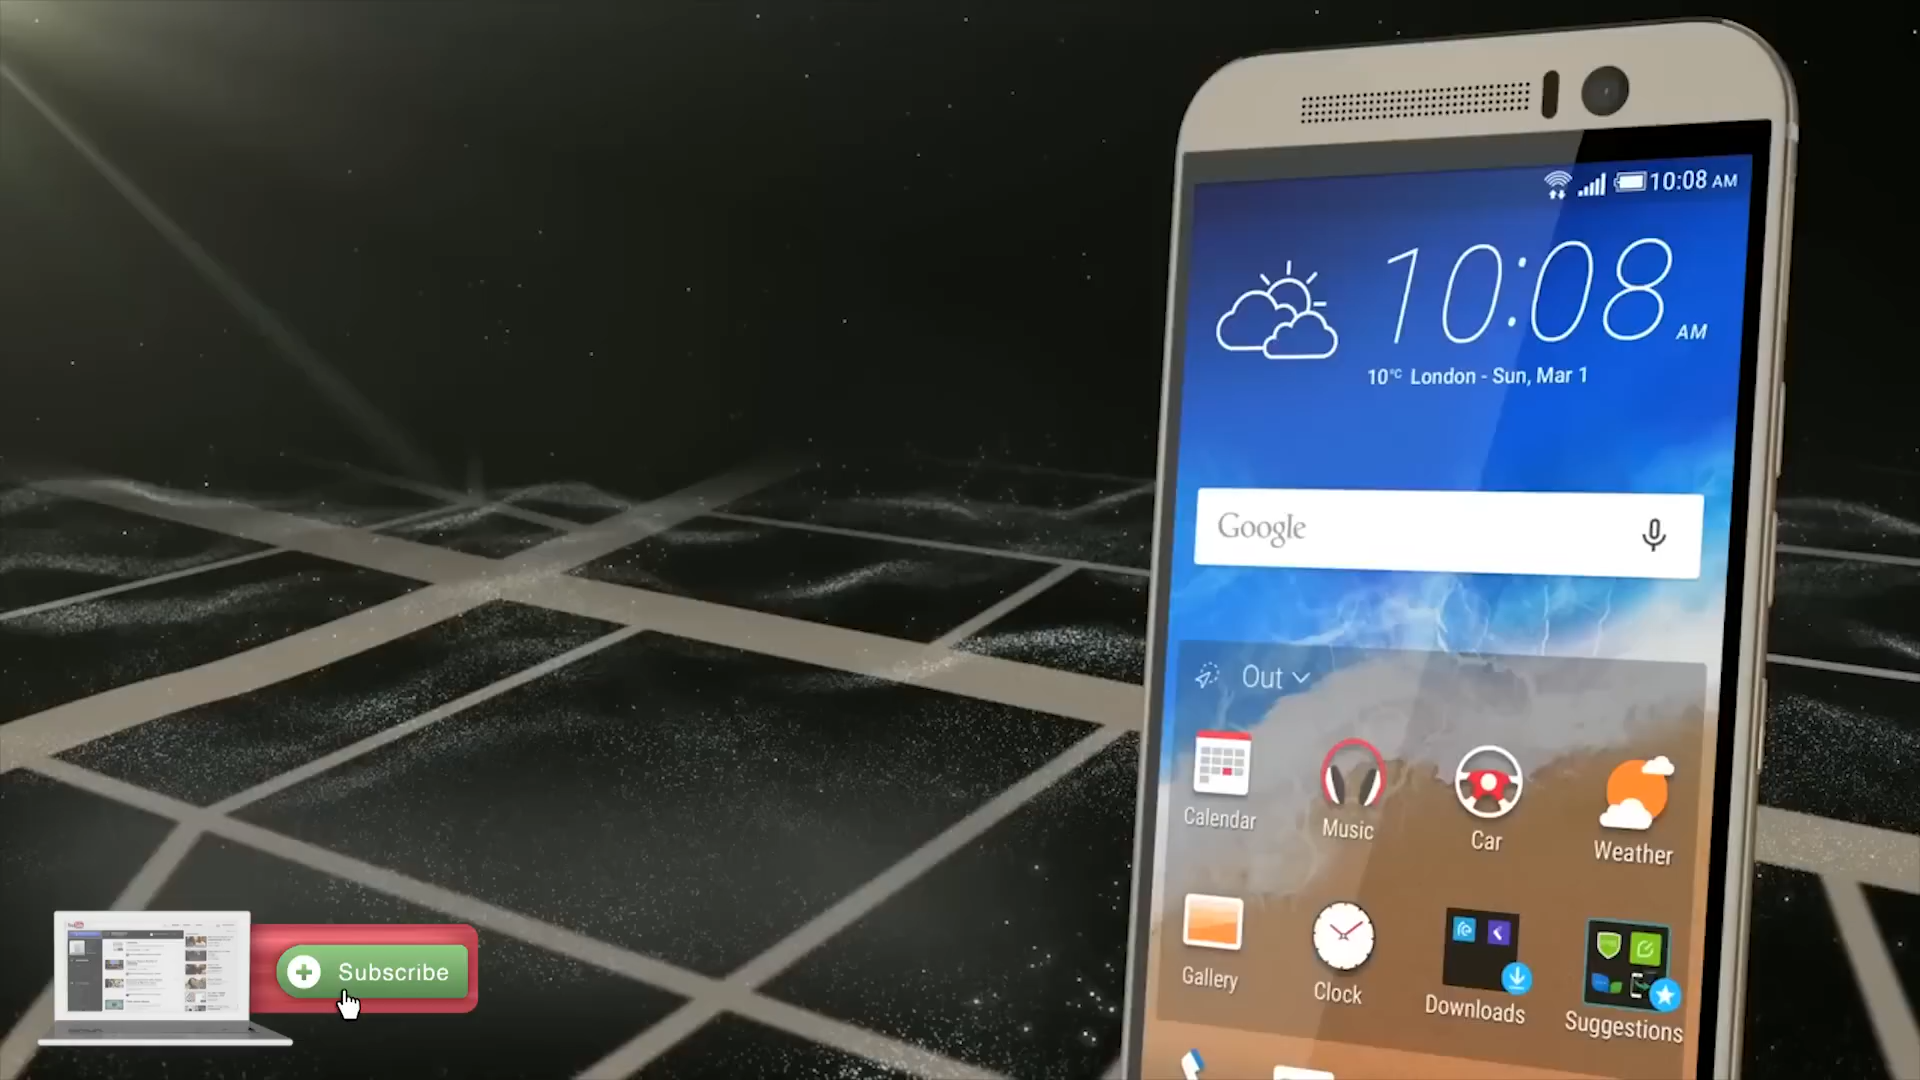 10:08 AM
10:08 AM
10°C London - Sun, Mar 1
Google
Out
Calendar
Music
Car
Weather
Gallery
Clock
Downloads
Suggestions
Subscribe